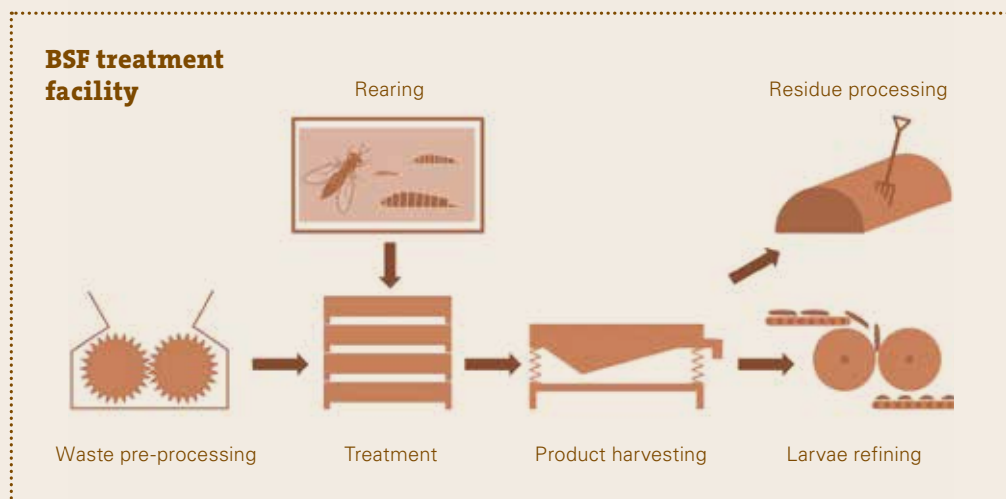 BSF treatment
facility
Rearing
Residue processing
Waste pre-processing
Treatment
Product harvesting
Larvae refining